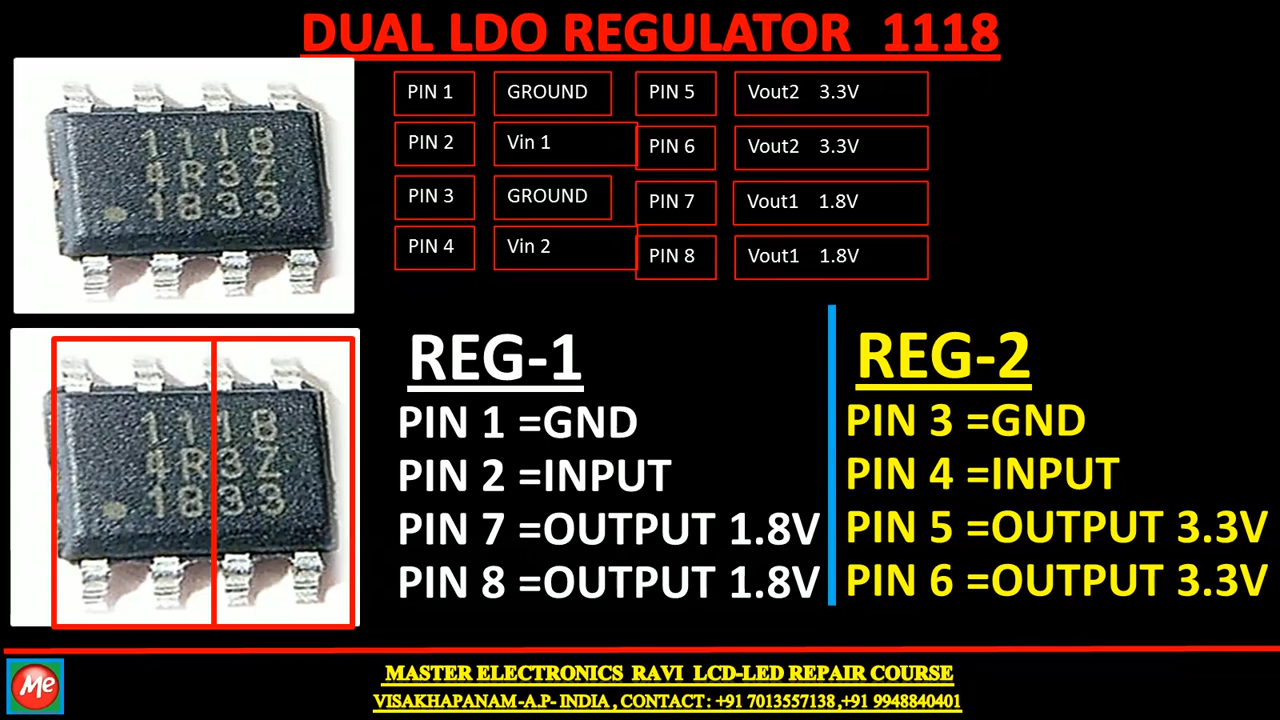 DUAL LDO REGULATOR 1118
1118
4R3Z
1833
PIN 1 GROUND PIN 5 Vout2 3.3V
PIN 2 Vin 1 PIN 6 Vout2 3.3V
PIN 3 GROUND PIN 7 Vout1 1.8V
PIN 4 Vin 2 PIN 8 Vout1 1.8V
1118
4R3Z
1833
REG-1
PIN 1 =GND
PIN 2 =INPUT
PIN 7 =OUTPUT 1.8V
PIN 8 =OUTPUT 1.8V
REG-2
PIN 3 =GND
PIN 4 =INPUT
PIN 5 =OUTPUT 3.3V
PIN 6 =OUTPUT 3.3V
Me
MASTER ELECTRONICS RAVI LCD-LED REPAIR COURSE
VISAKHAPANAM-A.P- INDIA , CONTACT : +91 7013557138 ,+91 9948840401